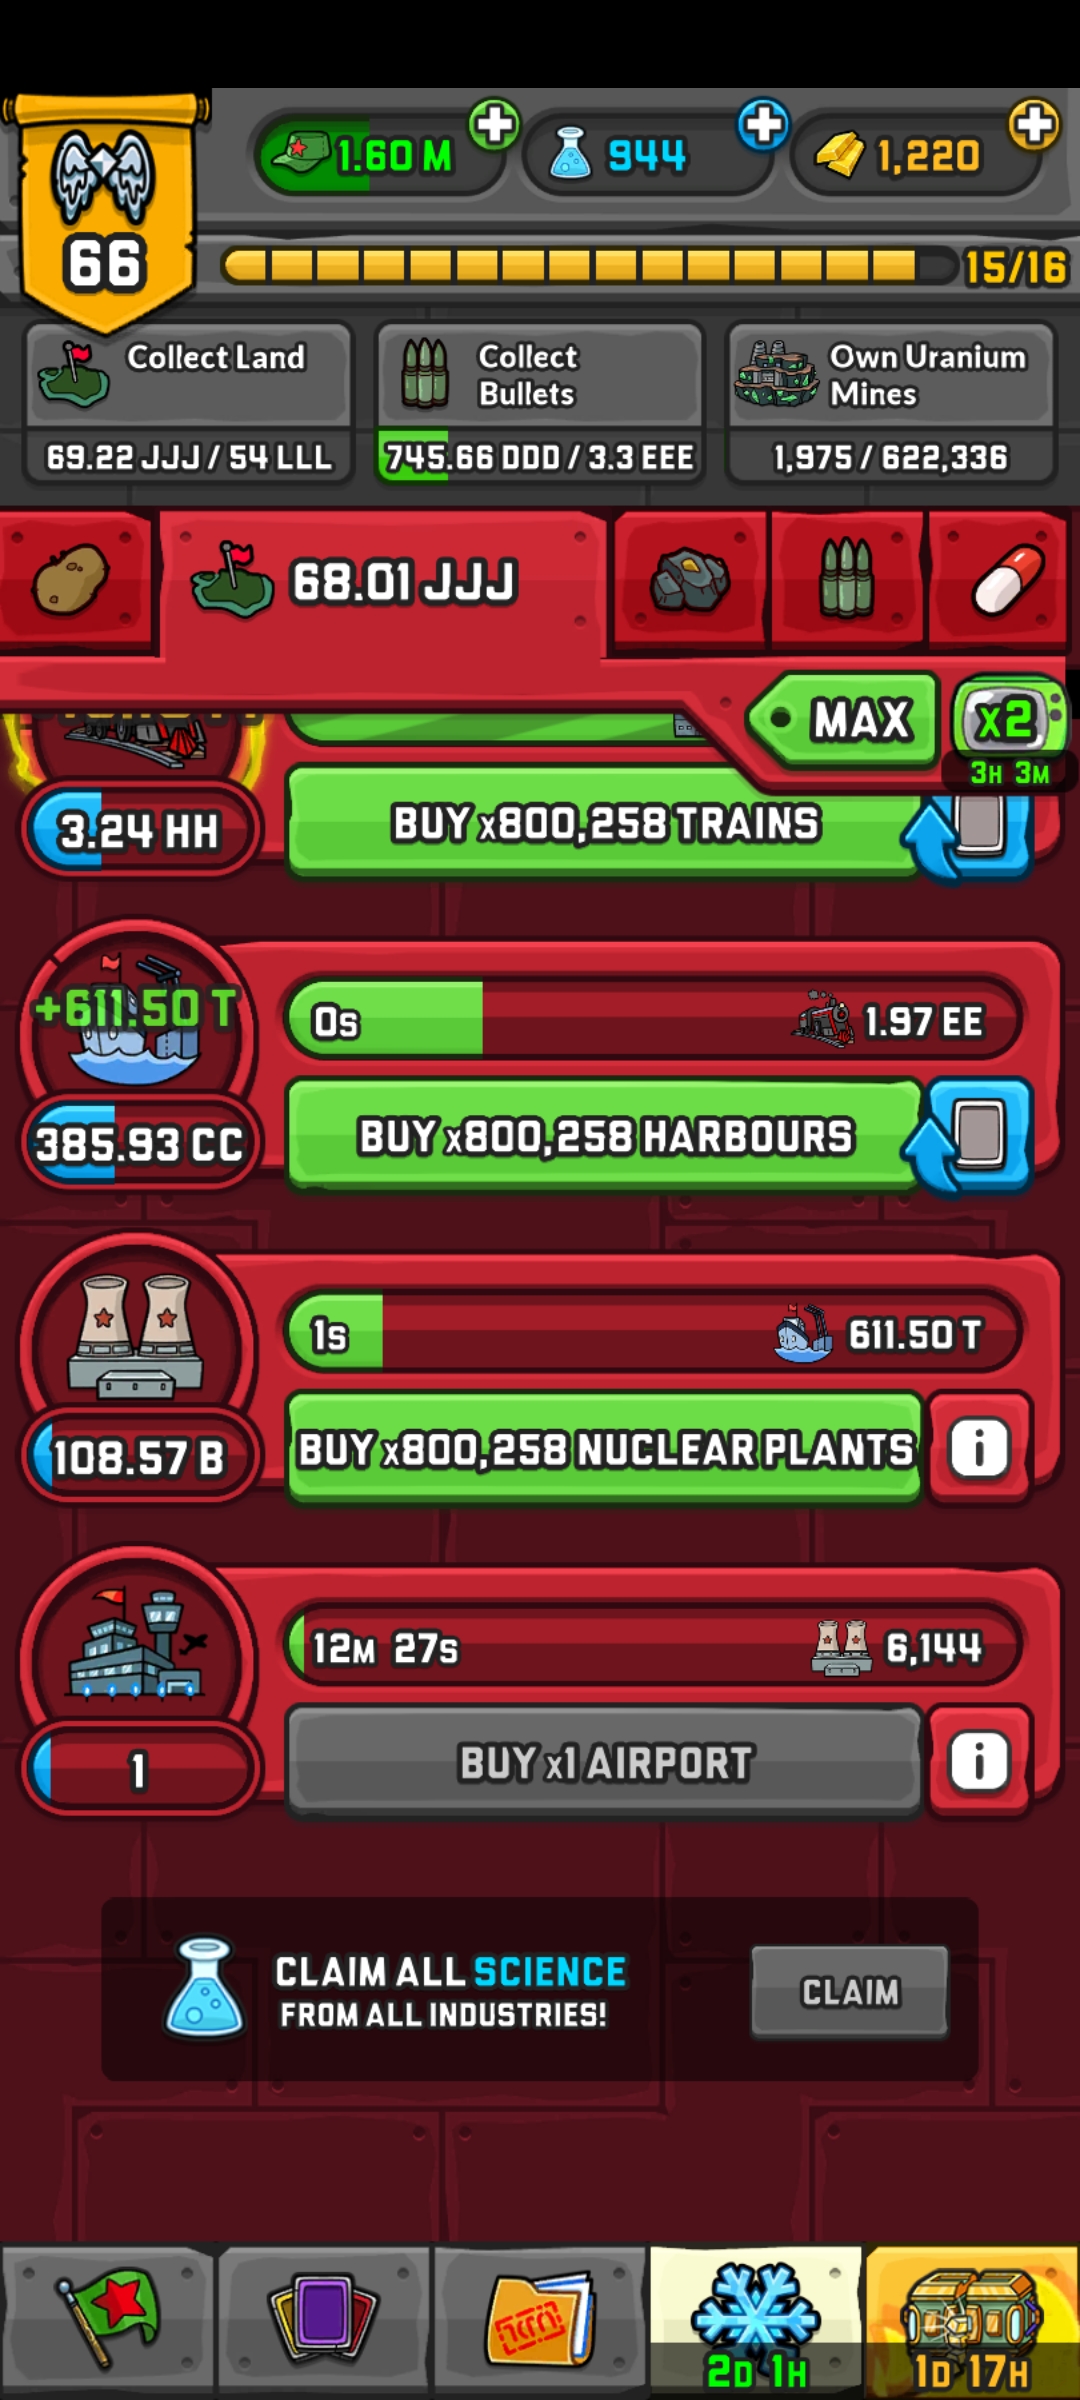 66
1.60 M
944
1,220
15/16
Collect Land
69.22 JJJ / 54 LLL
Collect
Bullets
745.66 DDD / 3.3 EEE
Own Uranium
Mines
1,975 / 622,336
68.01 JJJ
MAX
x2
3H 3M
3.24 HH
BUY x800,258 TRAINS
+611.50 T
0s
1.97 EE
385.93 CC
BUY x800,258 HARBOURS
1s
611.50 T
108.57 B
BUY x800,258 NUCLEAR PLANTS
i
12M 27s
6,144
1
BUY x1 AIRPORT
i
CLAIM ALL SCIENCE
FROM ALL INDUSTRIES!
CLAIM
2D 1H
1D 17H